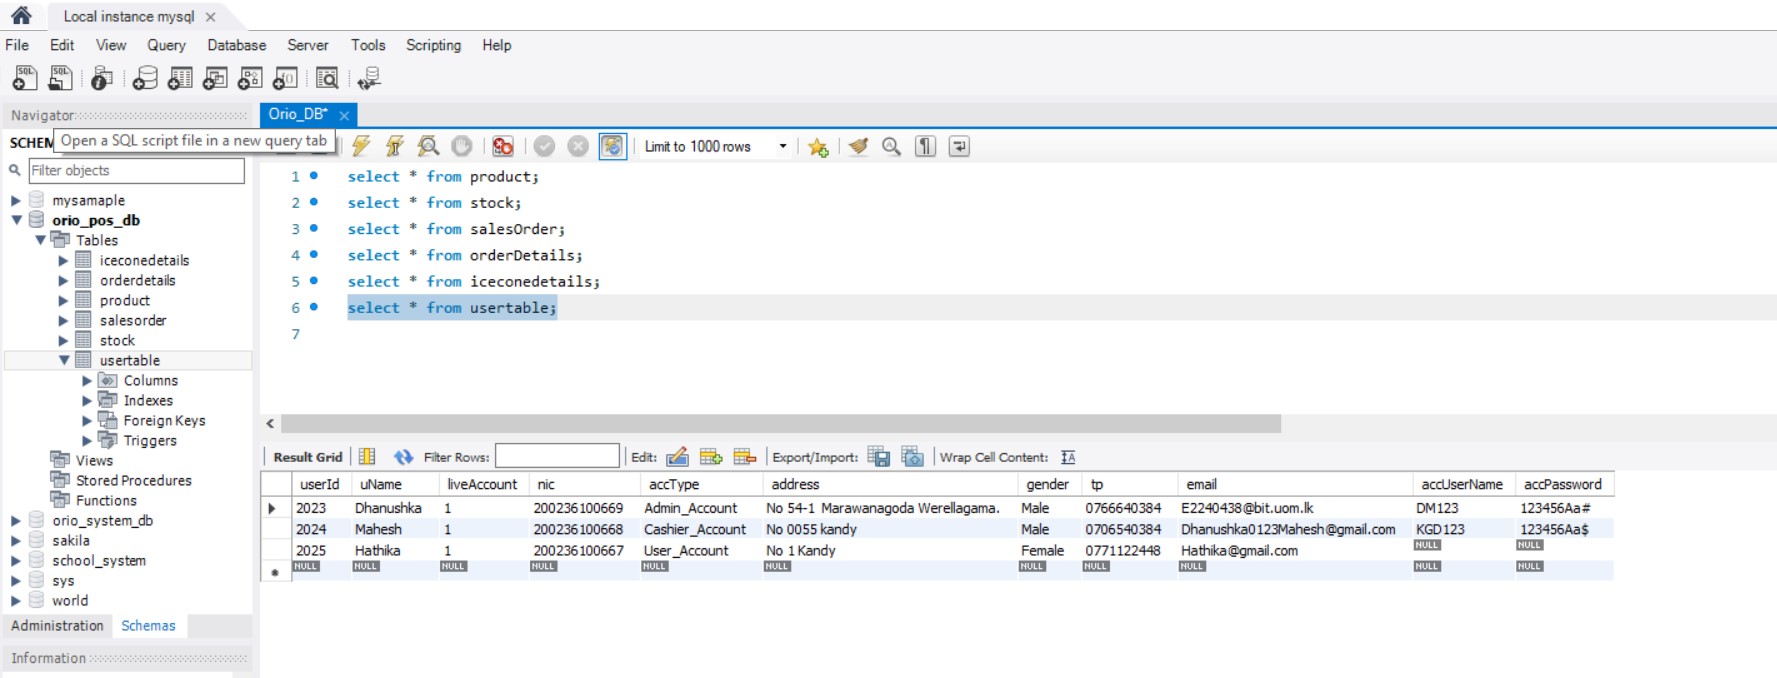 Local instance mysql
File Edit View Query Database Server Tools Scripting Help
Navigator
Orio_DB*
SCHEM
Open a SQL script file in a new query tab
Limit to 1000 rows
Filter objects
mysamaple
orio_pos_db
Tables
iceconedetails
orderdetails
product
salesorder
stock
usertable
Columns
Indexes
Foreign Keys
Triggers
Views
Stored Procedures
Functions
orio_system_db
sakila
school_system
sys
world
Administration Schemas
Information
1 select * from product;
2 select * from stock;
3 select * from salesOrder;
4 select * from orderDetails;
5 select * from iceconedetails;
6 select * from usertable;
7
Result Grid Filter Rows: Edit: Export/Import: Wrap Cell Content:
userId uName liveAccount nic accType address gender tp email accUserName accPassword
2023 Dhanushka 1 200236100669 Admin_Account No 54-1 Marawanagoda Werellagama. Male 0766640384 E2240438@bit.uom.lk DM123 123456Aa#
2024 Mahesh 1 200236100668 Cashier_Account No 0055 kandy Male 0706540384 Dhanushka0123Mahesh@gmail.com KGD123 123456Aa$
2025 Hathika 1 200236100667 User_Account No 1 Kandy Female 0771122448 Hathika@gmail.com NULL NULL
NULL NULL NULL NULL NULL NULL NULL NULL NULL NULL NULL